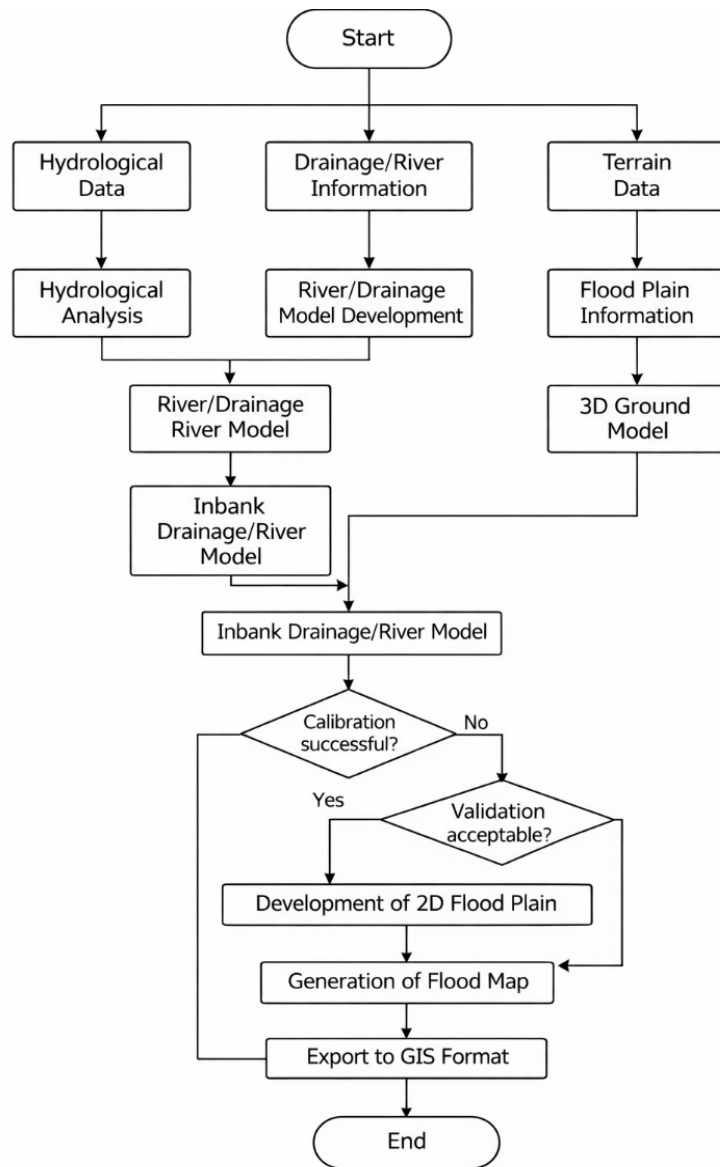 Start
Hydrological
Data
Drainage/River
Information
Terrain
Data
Hydrological
Analysis
River/Drainage
Model Development
Flood Plain
Information
River/Drainage
River Model
3D Ground
Model
Inbank
Drainage/River
Model
Inbank Drainage/River Model
Calibration
successful?
No
Yes
Validation
acceptable?
Development of 2D Flood Plain
Generation of Flood Map
Export to GIS Format
End